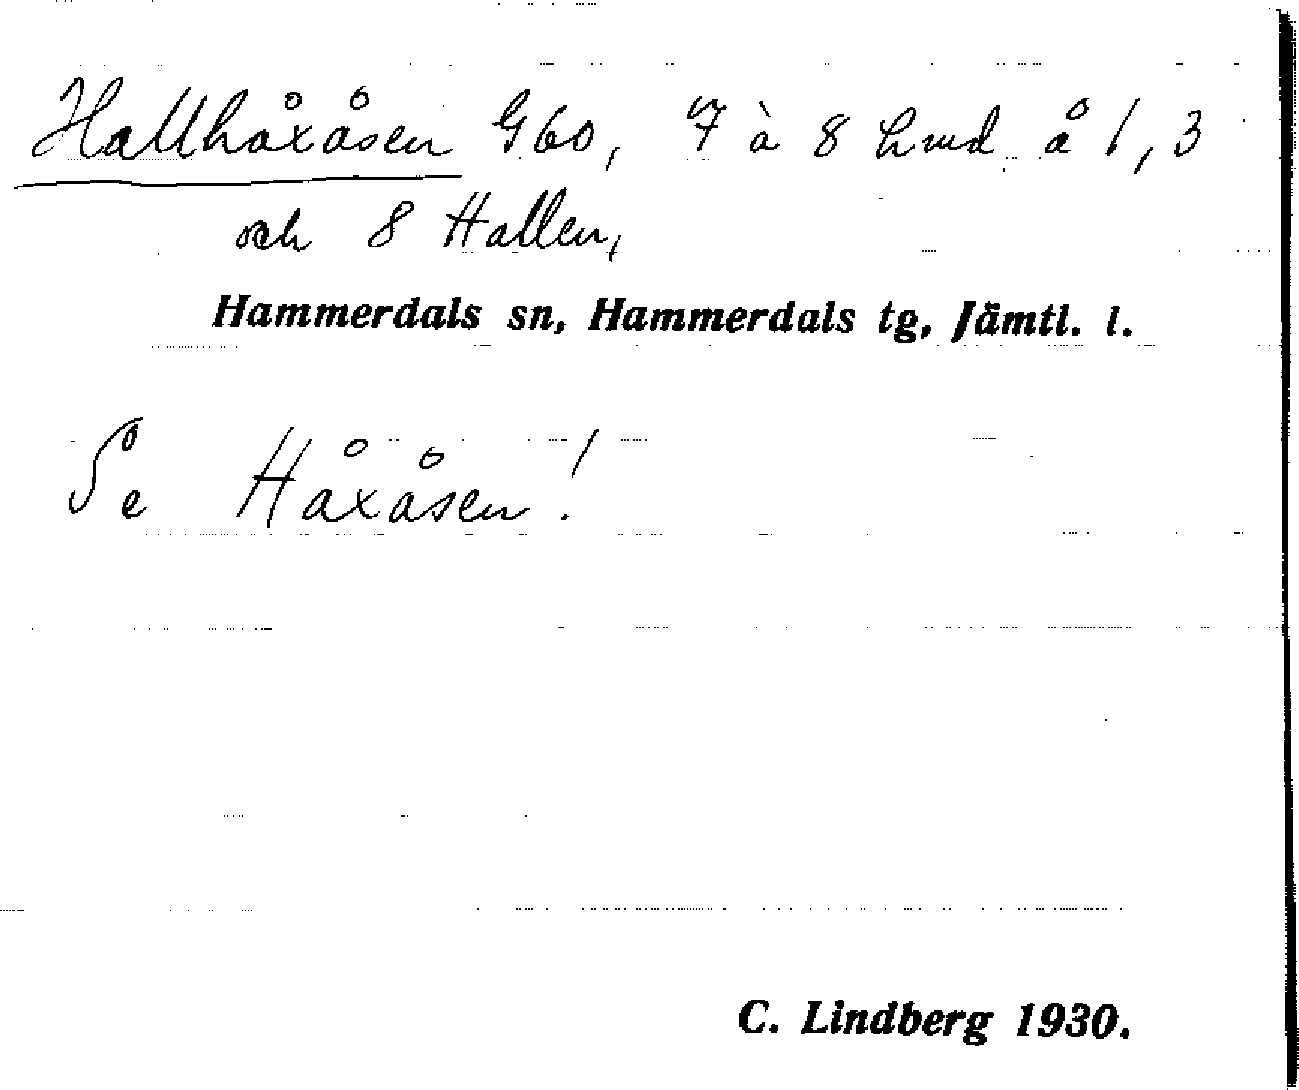 Hallhåxåsen G60, 7 à 8 hmd å 1, 3
och 8 Hallen,
Hammerdals sn, Hammerdals tg, Jämtl. l.
Se Håxåsen!
C. Lindberg 1930.